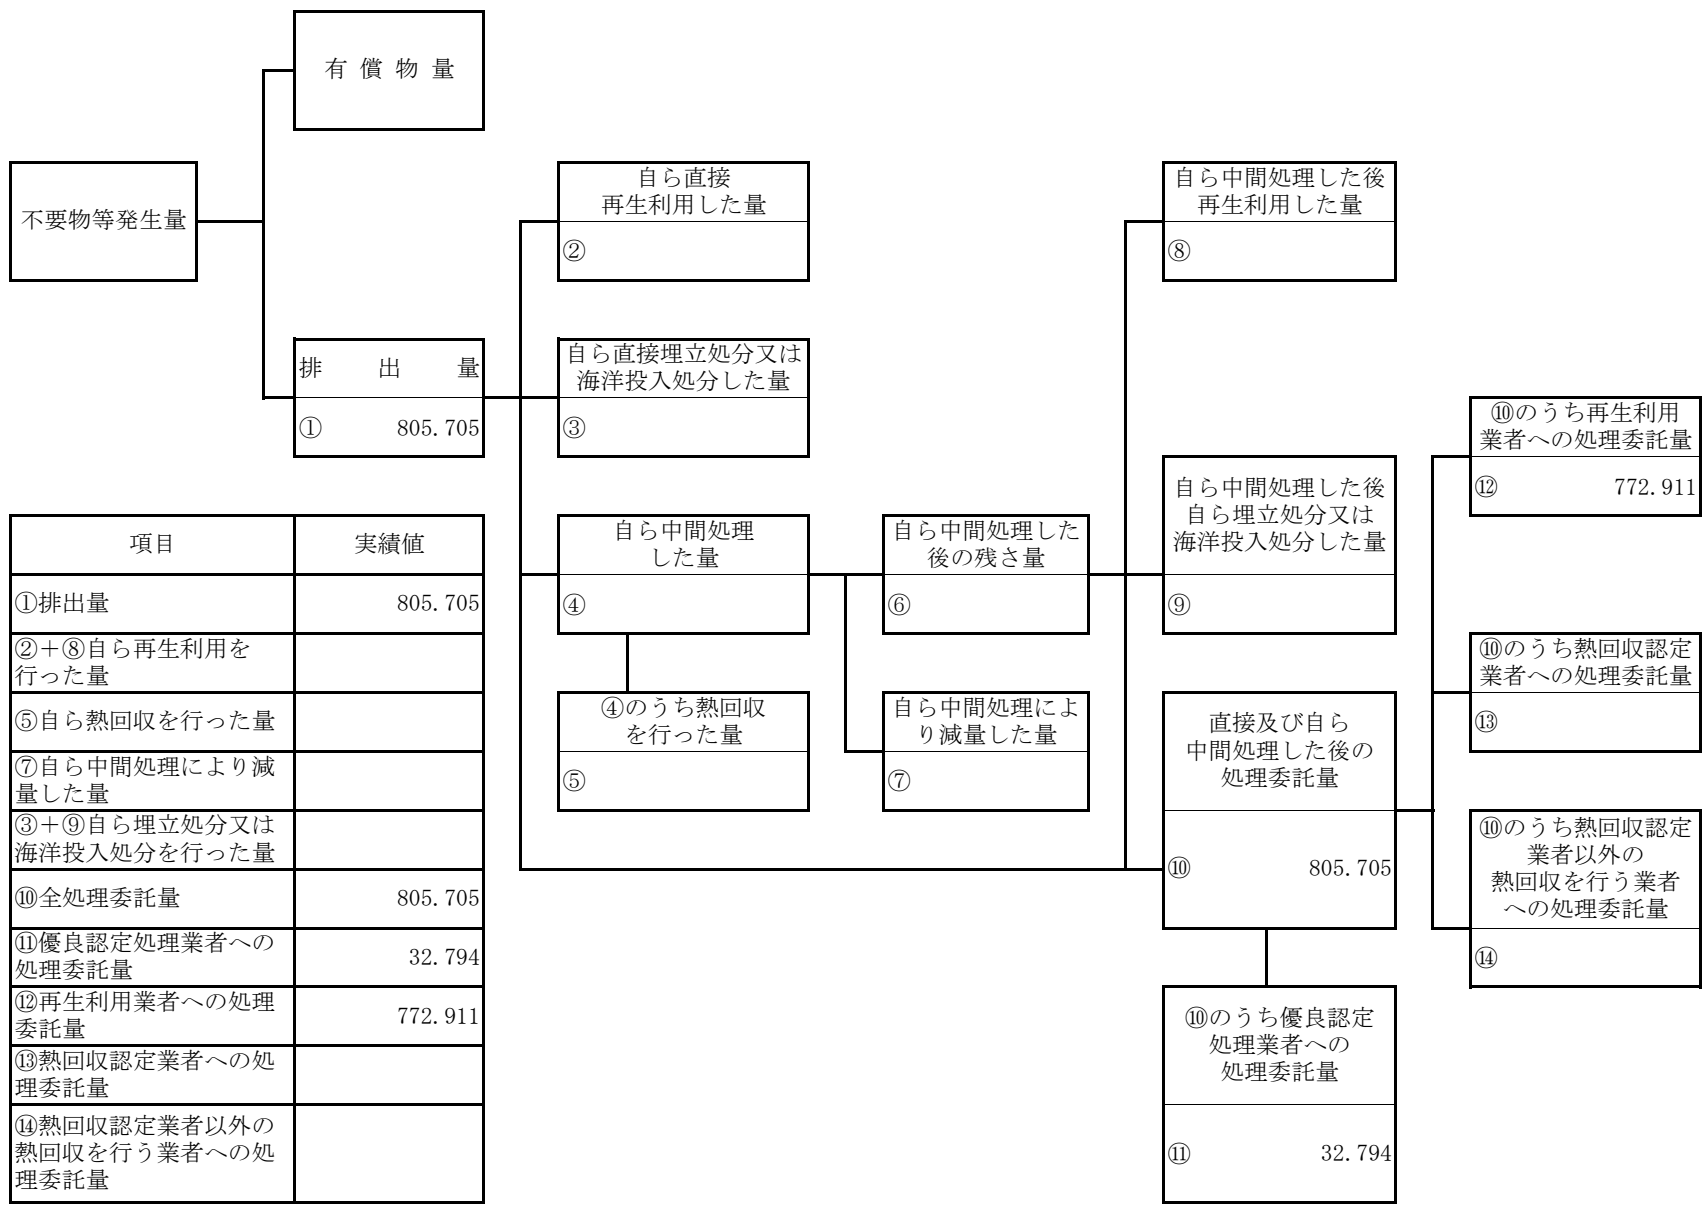 有償物量
不要物等発生量
自ら直接
再生利用した量
②
自ら中間処理した後
再生利用した量
⑧
排出量
① 805.705
自ら直接埋立処分又は
海洋投入処分した量
③
⑩のうち再生利用
業者への処理委託量
⑫ 772.911
自ら中間処理した後
自ら埋立処分又は
海洋投入処分した量
⑨
自ら中間処理
した量
④
自ら中間処理した
後の残さ量
⑥
⑩のうち熱回収認定
業者への処理委託量
⑬
④のうち熱回収
を行った量
⑤
自ら中間処理によ
り減量した量
⑦
直接及び自ら
中間処理した後の
処理委託量
⑩ 805.705
⑩のうち熱回収認定
業者以外の
熱回収を行う業者
への処理委託量
⑭
⑩のうち優良認定
処理業者への
処理委託量
⑪ 32.794
項目 実績値
①排出量 805.705
②＋⑧自ら再生利用を
行った量
⑤自ら熱回収を行った量
⑦自ら中間処理により減
量した量
③＋⑨自ら埋立処分又は
海洋投入処分を行った量
⑩全処理委託量 805.705
⑪優良認定処理業者への
処理委託量 32.794
⑫再生利用業者への処理
委託量 772.911
⑬熱回収認定業者への処
理委託量
⑭熱回収認定業者以外の
熱回収を行う業者への処
理委託量